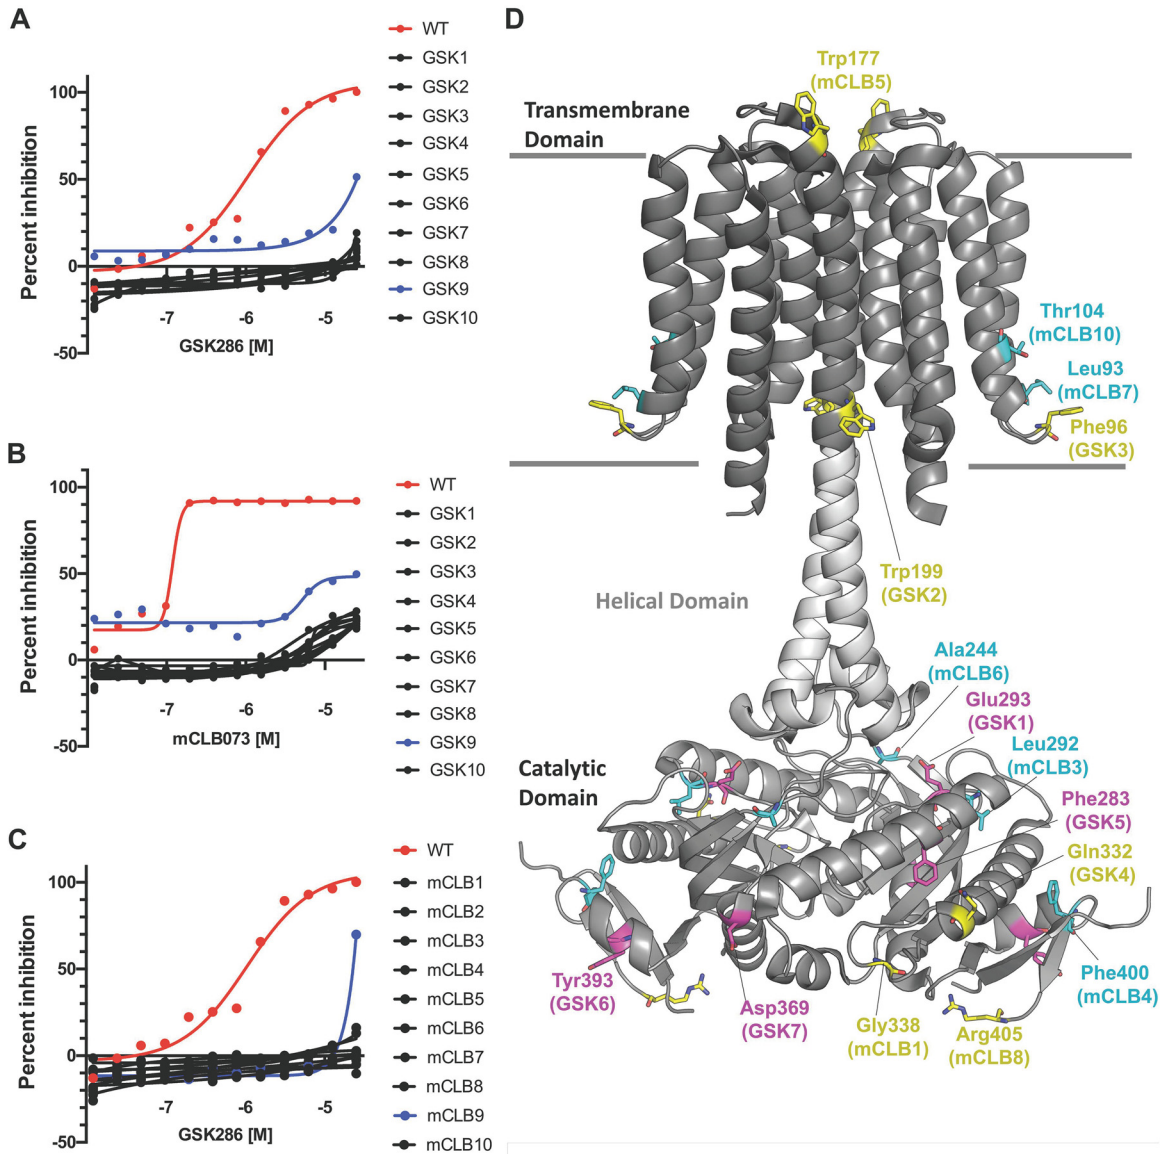 A
WT
GSK1
GSK2
GSK3
GSK4
GSK5
GSK6
GSK7
GSK8
GSK9
GSK10
Percent inhibition
100
50
0
-50
-7
-6
-5
GSK286 [M]
B
WT
GSK1
GSK2
GSK3
GSK4
GSK5
GSK6
GSK7
GSK8
GSK9
GSK10
Percent inhibition
100
50
0
-50
-7
-6
-5
mCLB073 [M]
C
WT
mCLB1
mCLB2
mCLB3
mCLB4
mCLB5
mCLB6
mCLB7
mCLB8
mCLB9
mCLB10
Percent inhibition
100
50
0
-50
-7
-6
-5
GSK286 [M]
D
Trp177
(mCLB5)
Transmembrane
Domain
Thr104
(mCLB10)
Leu93
(mCLB7)
Phe96
(GSK3)
Trp199
(GSK2)
Helical Domain
Ala244
(mCLB6)
Glu293
(GSK1)
Leu292
(mCLB3)
Catalytic
Domain
Phe283
(GSK5)
Gln332
(GSK4)
Phe400
(mCLB4)
Tyr393
(GSK6)
Asp369
(GSK7)
Gly338
(mCLB1)
Arg405
(mCLB8)